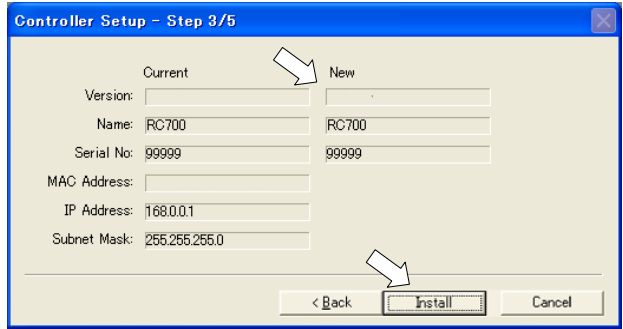 Controller Setup - Step 3/5
Current New
Version:
Name: RC700 RC700
Serial No: 99999 99999
MAC Address:
IP Address: 168.0.0.1
Subnet Mask: 255.255.255.0
< Back Install Cancel